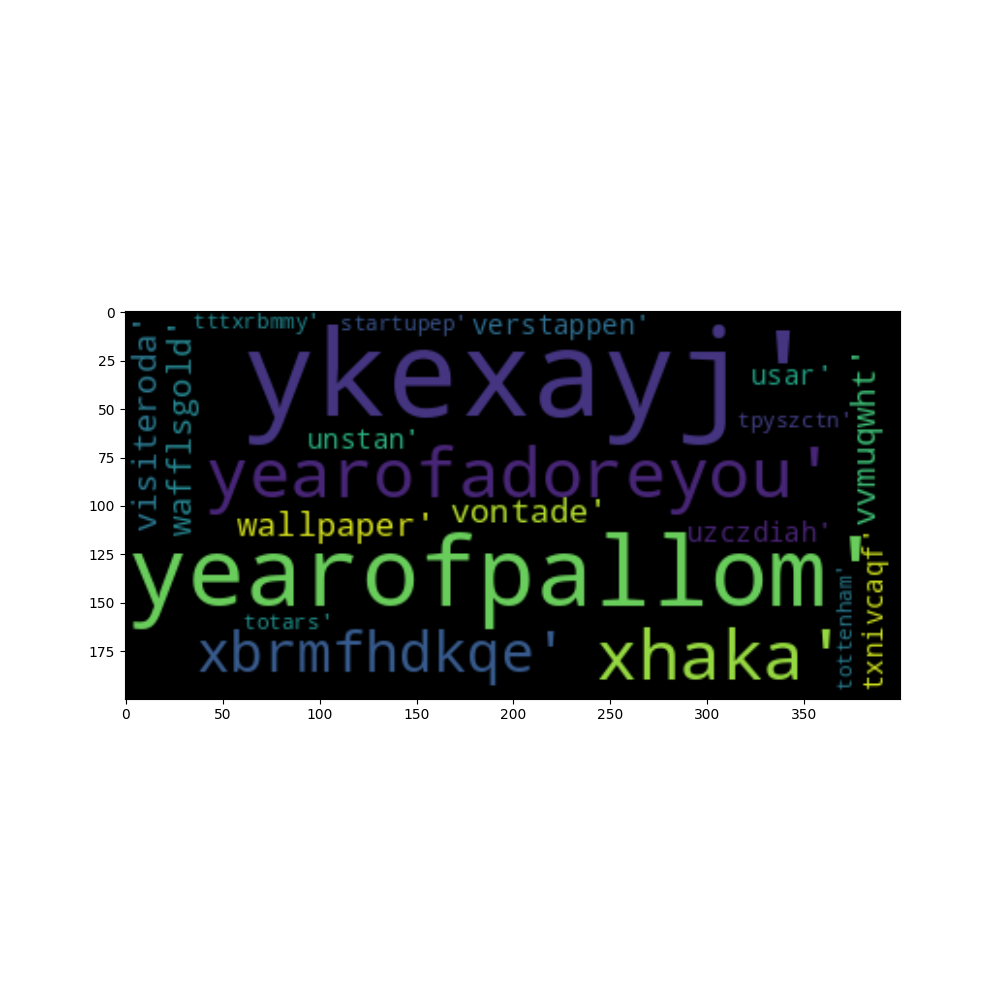 tttxrbmmy'
startupep'
verstappen'
visiteroda'
wafflsgold'
ykexayj'
usar'
tpyszctn'
unstan'
vvmuqwht'
yearofadoreyou'
wallpaper'
vontade'
uzczdiah'
yearofpallom'
totars'
xbrmfhdkqe'
xhaka'
tottenham'
txnivcaqf'
0
25
50
75
100
125
150
175
0 50 100 150 200 250 300 350